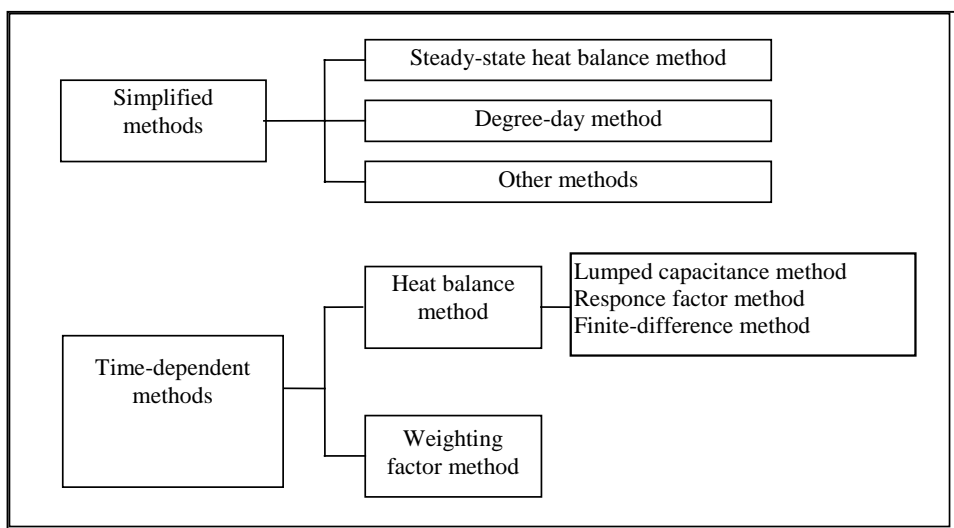 Simplified
methods
Steady-state heat balance method
Degree-day method
Other methods
Time-dependent
methods
Heat balance
method
Lumped capacitance method
Responce factor method
Finite-difference method
Weighting
factor method